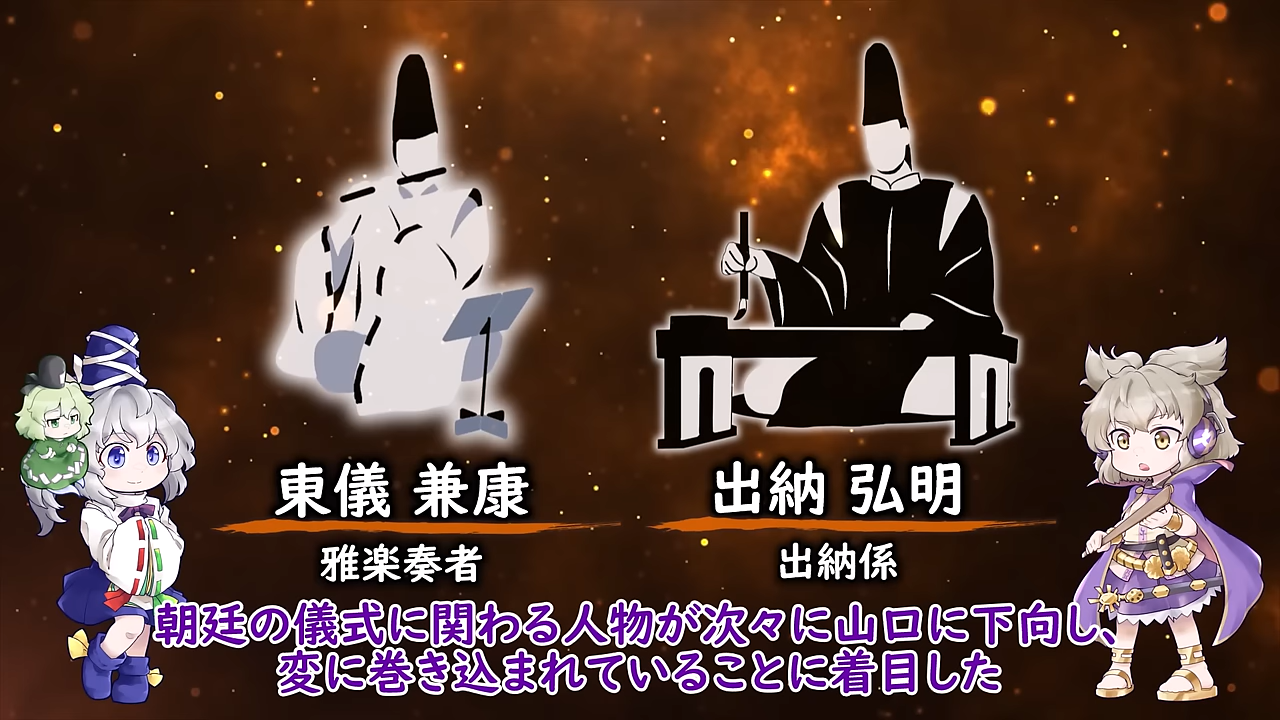 東儀 兼康
出納 弘明
雅楽奏者
出納係
朝廷の儀式に関わる人物が次々に山口に下向し、
変に巻き込まれていることに着目した